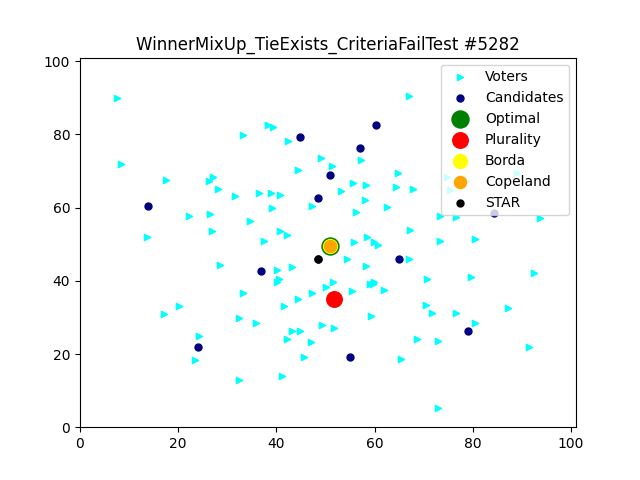 WinnerMixUp_TieExists_CriteriaFailTest #5282
100
80
60
40
20
0
0
20
40
60
80
100
Voters
Candidates
Optimal
Plurality
Borda
Copeland
STAR